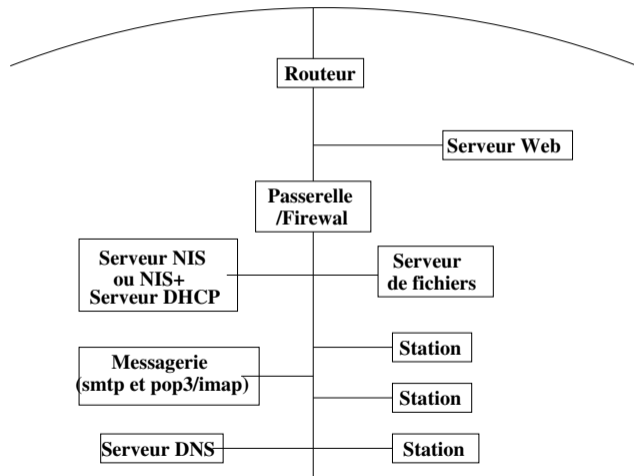 Routeur
Serveur Web
Passerelle
/Firewal
Serveur NIS
ou NIS+
Serveur DHCP
Serveur
de fichiers
Station
Messagerie
(smtp et pop3/imap)
Station
Serveur DNS
Station